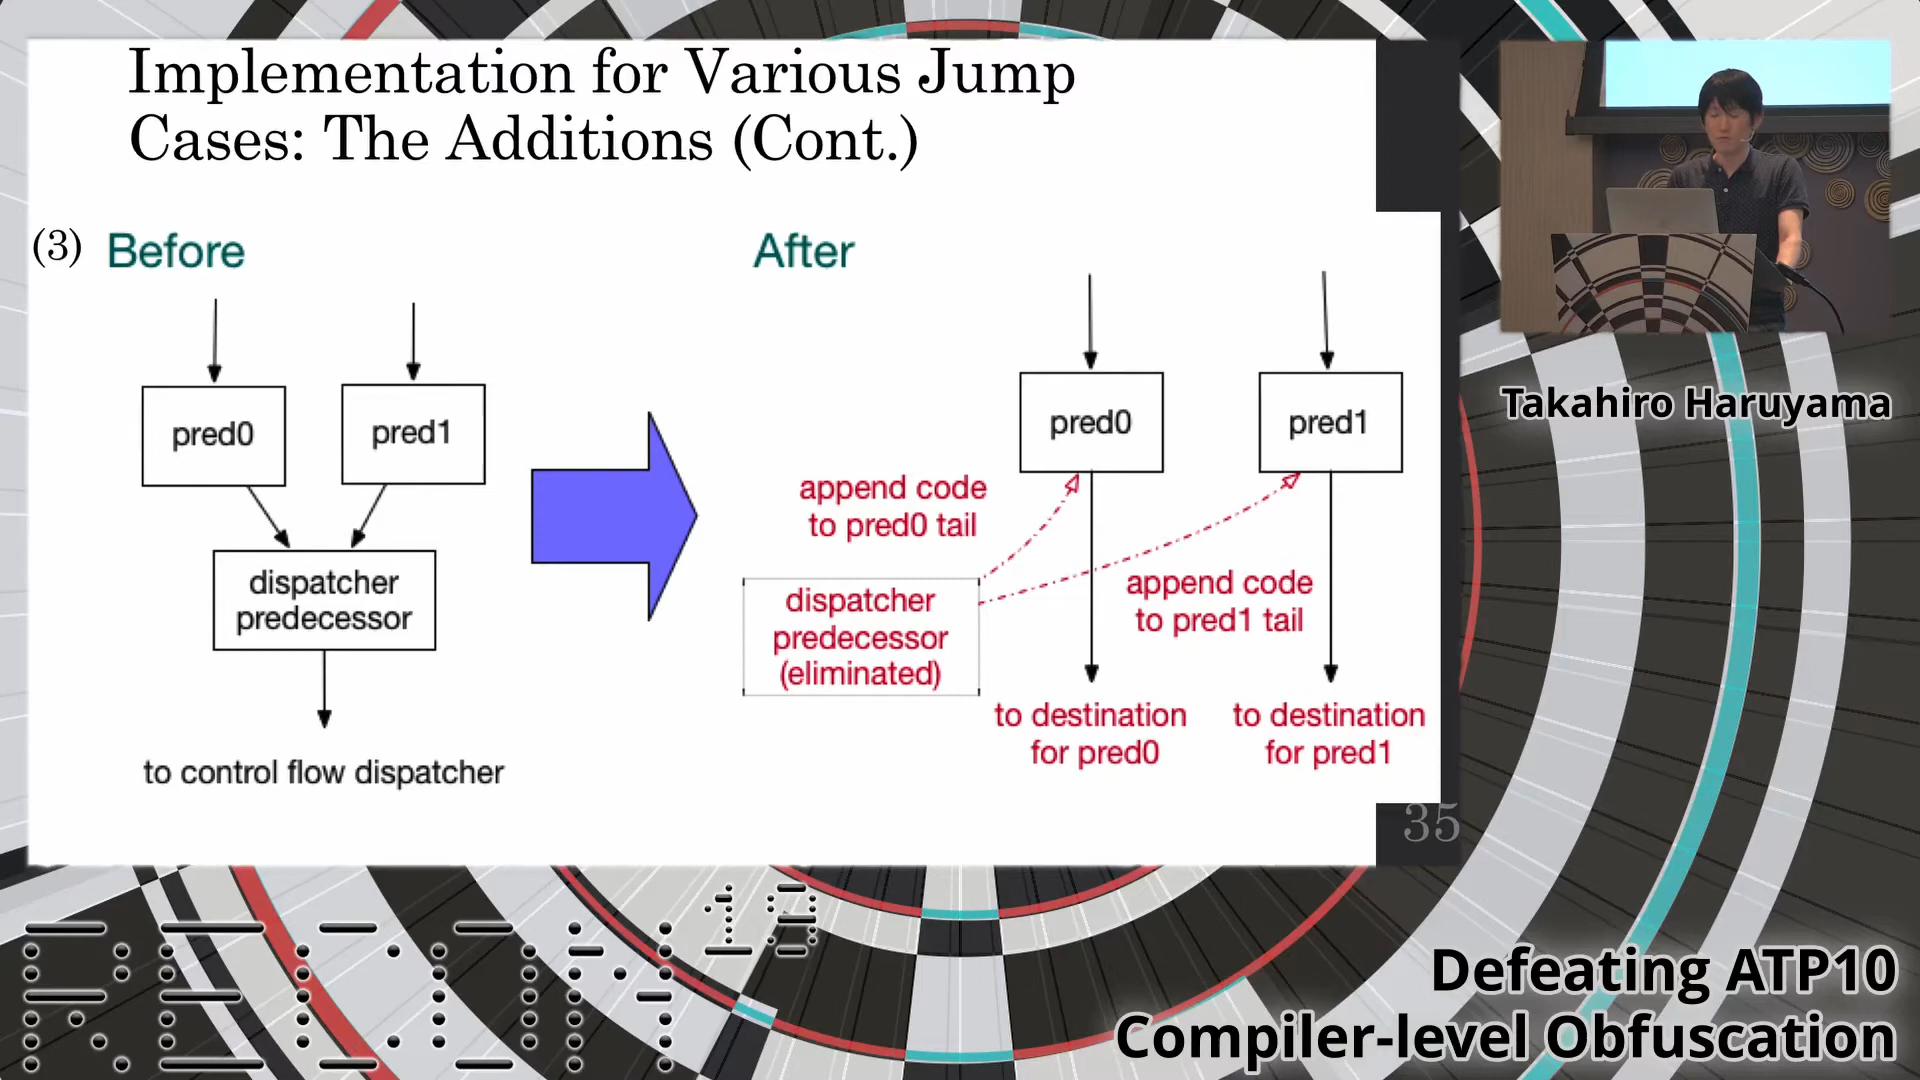 Implementation for Various Jump
Cases: The Additions (Cont.)
(3) Before
After
pred0
pred1
dispatcher
predecessor
to control flow dispatcher
pred0
pred1
append code
to pred0 tail
append code
to pred1 tail
dispatcher
predecessor
(eliminated)
to destination
for pred0
to destination
for pred1
35
Takahiro Haruyama
RECON 19
Defeating ATP10
Compiler-level Obfuscation